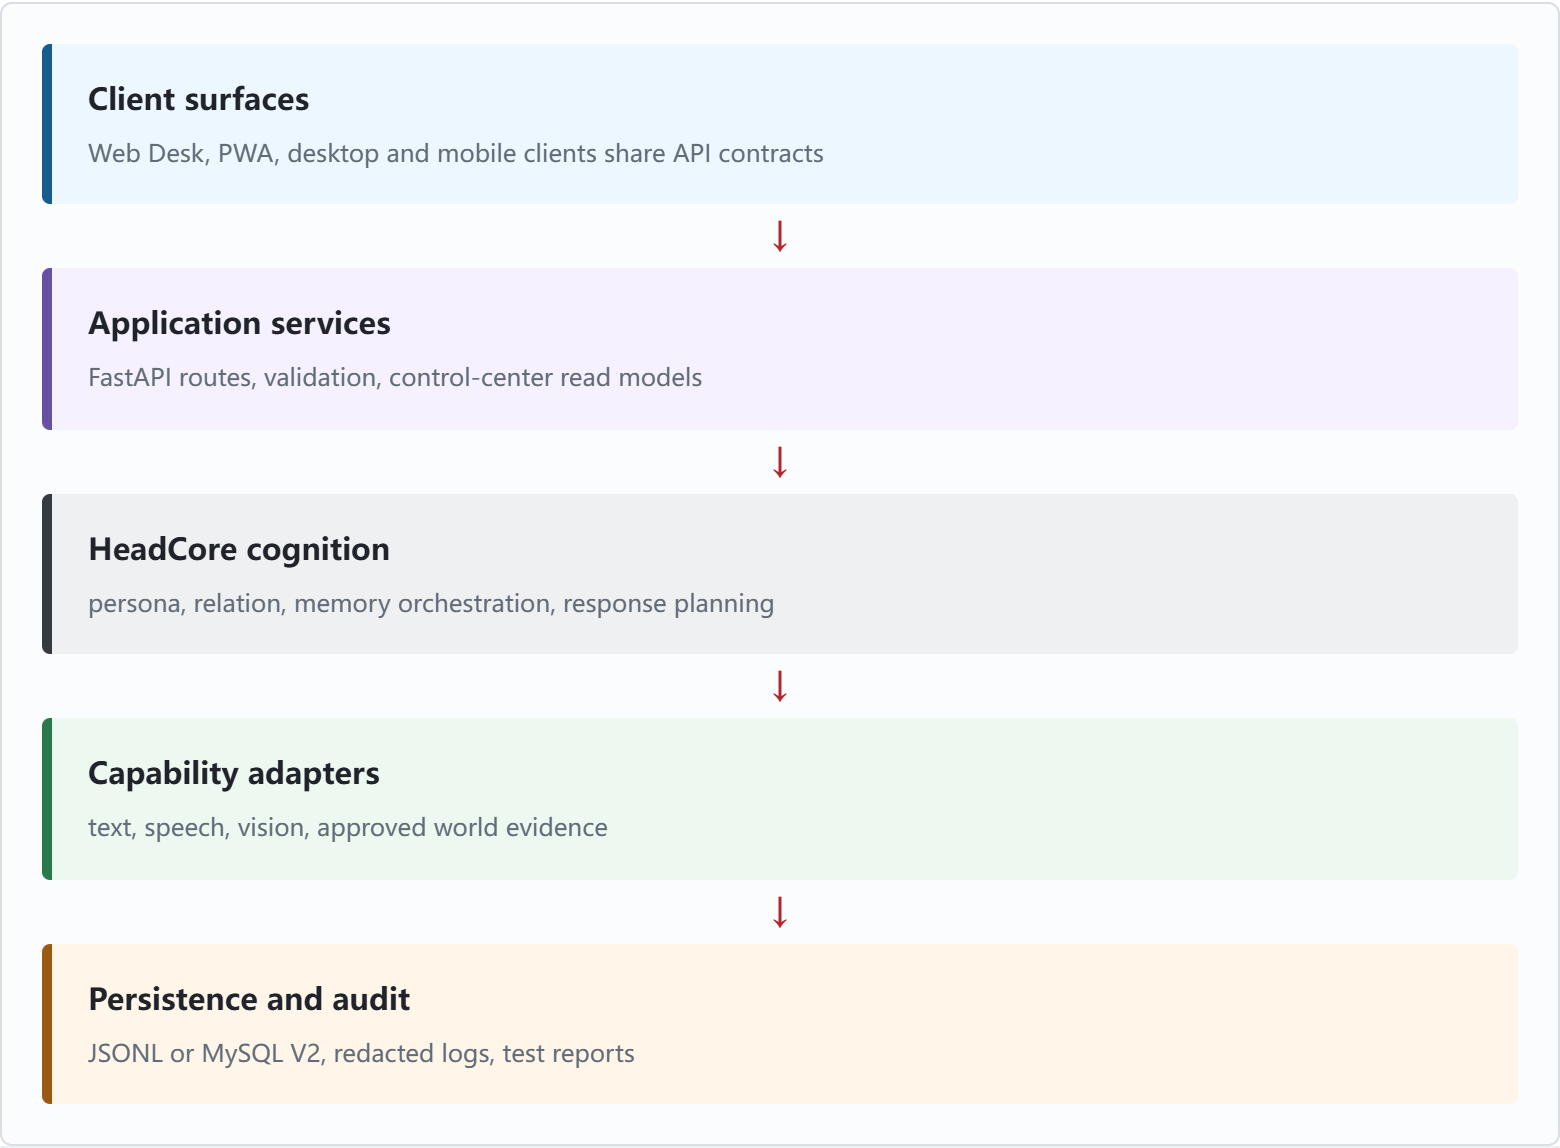 Client surfaces
Web Desk, PWA, desktop and mobile clients share API contracts
↓
Application services
FastAPI routes, validation, control-center read models
↓
HeadCore cognition
persona, relation, memory orchestration, response planning
↓
Capability adapters
text, speech, vision, approved world evidence
↓
Persistence and audit
JSONL or MySQL V2, redacted logs, test reports